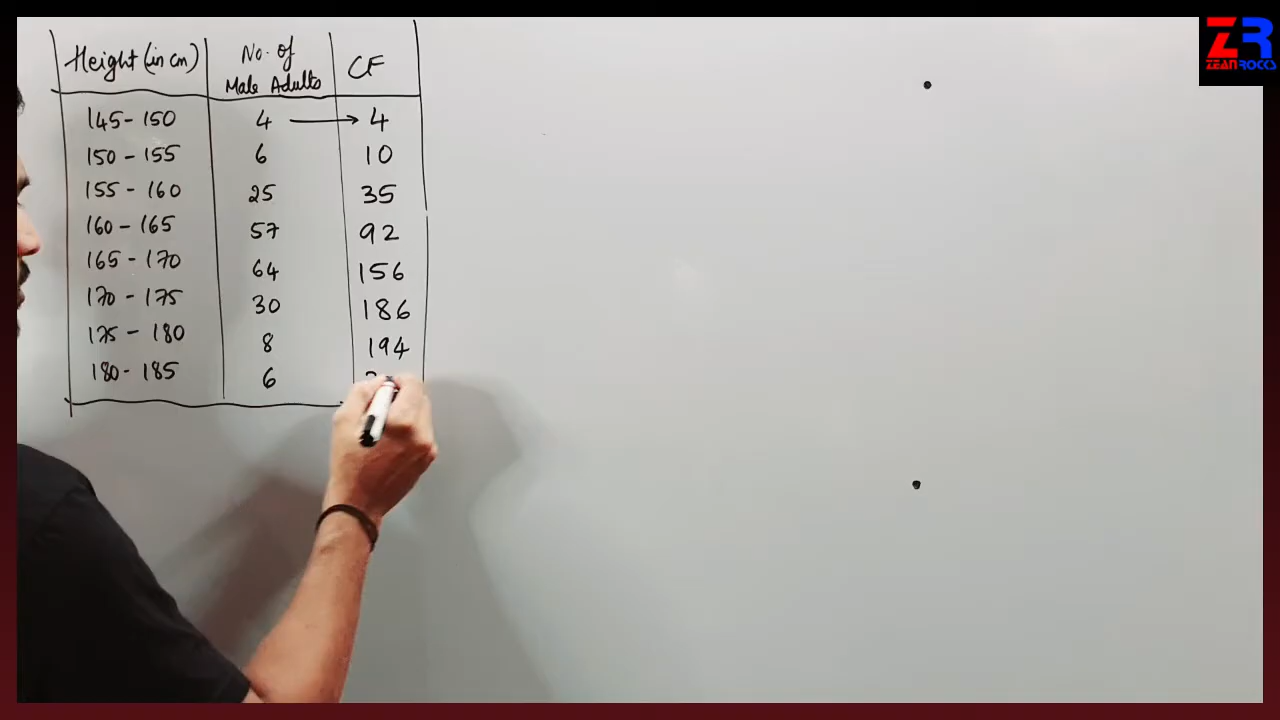 Height (in cm) No. of Male Adults CF
145 - 150 4 → 4
150 - 155 6 10
155 - 160 25 35
160 - 165 57 92
165 - 170 64 156
170 - 175 30 186
175 - 180 8 194
180 - 185 6
ZR
ZEANROCKS